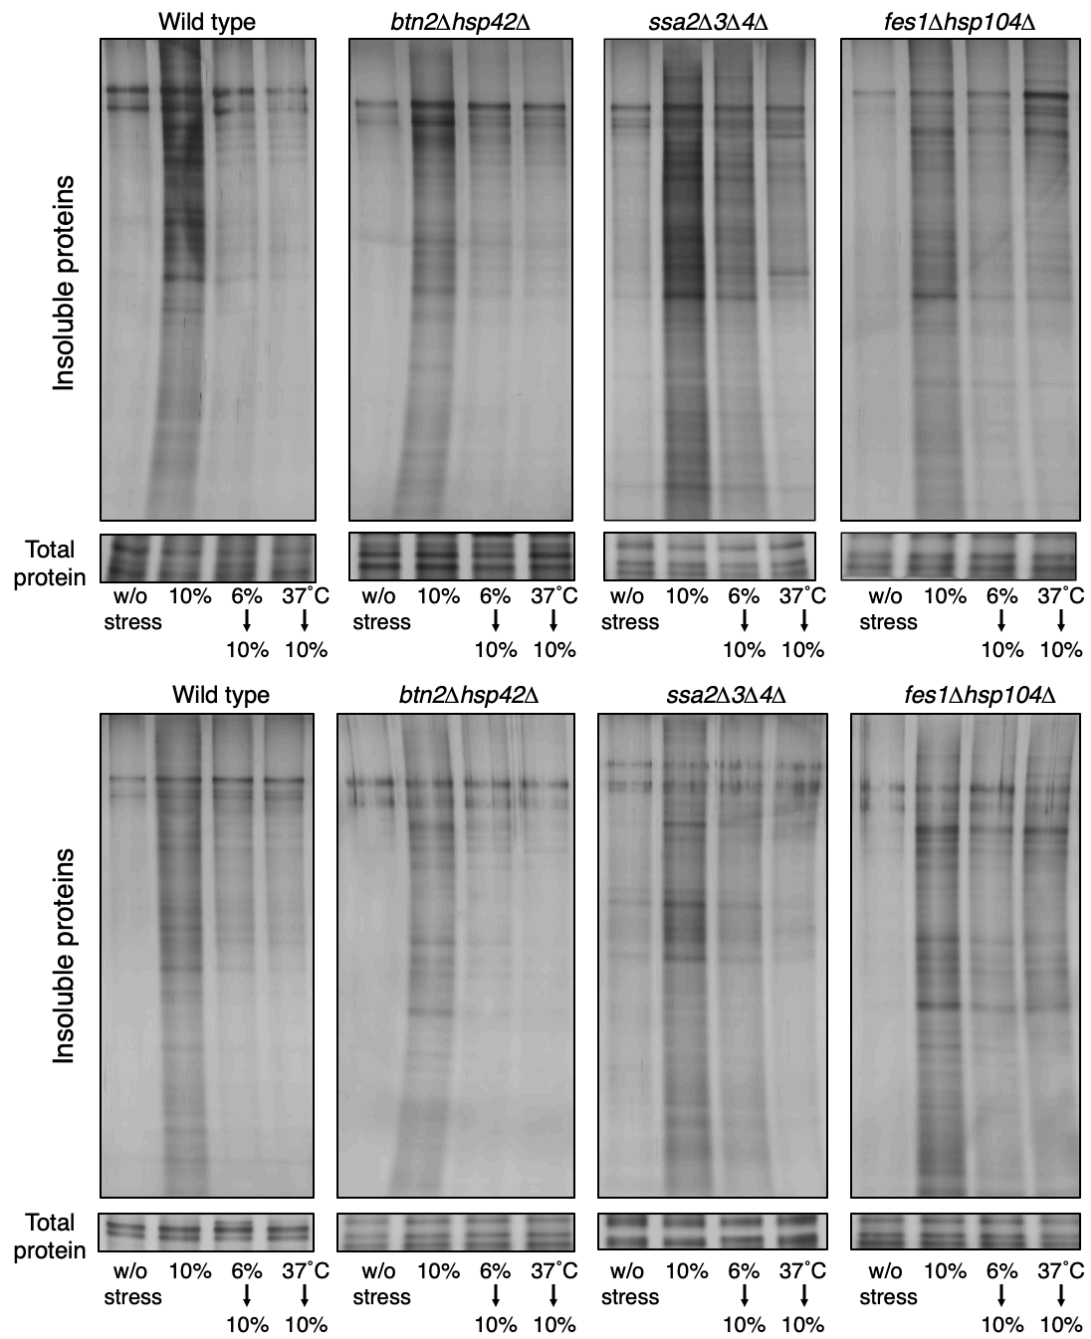 Wild type btn2Δhsp42Δ ssa2Δ3Δ4Δ fes1Δhsp104Δ
Insoluble proteins
Total
protein
w/o 10% 6% 37˚C w/o 10% 6% 37˚C w/o 10% 6% 37˚C w/o 10% 6% 37˚C
stress ↓ ↓ stress ↓ ↓ stress ↓ ↓ stress ↓ ↓
10% 10% 10% 10% 10% 10% 10% 10%
Wild type btn2Δhsp42Δ ssa2Δ3Δ4Δ fes1Δhsp104Δ
Insoluble proteins
Total
protein
w/o 10% 6% 37˚C w/o 10% 6% 37˚C w/o 10% 6% 37˚C w/o 10% 6% 37˚C
stress ↓ ↓ stress ↓ ↓ stress ↓ ↓ stress ↓ ↓
10% 10% 10% 10% 10% 10% 10% 10%